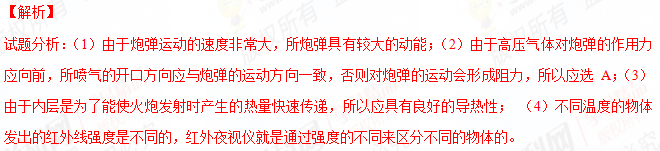 【解析】
试题分析：（1）由于炮弹运动的速度非常大，所炮弹具有较大的动能；（2）由于高压气体对炮弹的作用力
应向前，所喷气的开口方向应与炮弹的运动方向一致，否则对炮弹的运动会形成阻力，所以应选 A；（3）
由于内层是为了能使火炮发射时产生的热量快速传递，所以应具有良好的导热性； （4）不同温度的物体
发出的红外线强度是不同的，红外夜视仪就是通过强度的不同来区分不同的物体的。